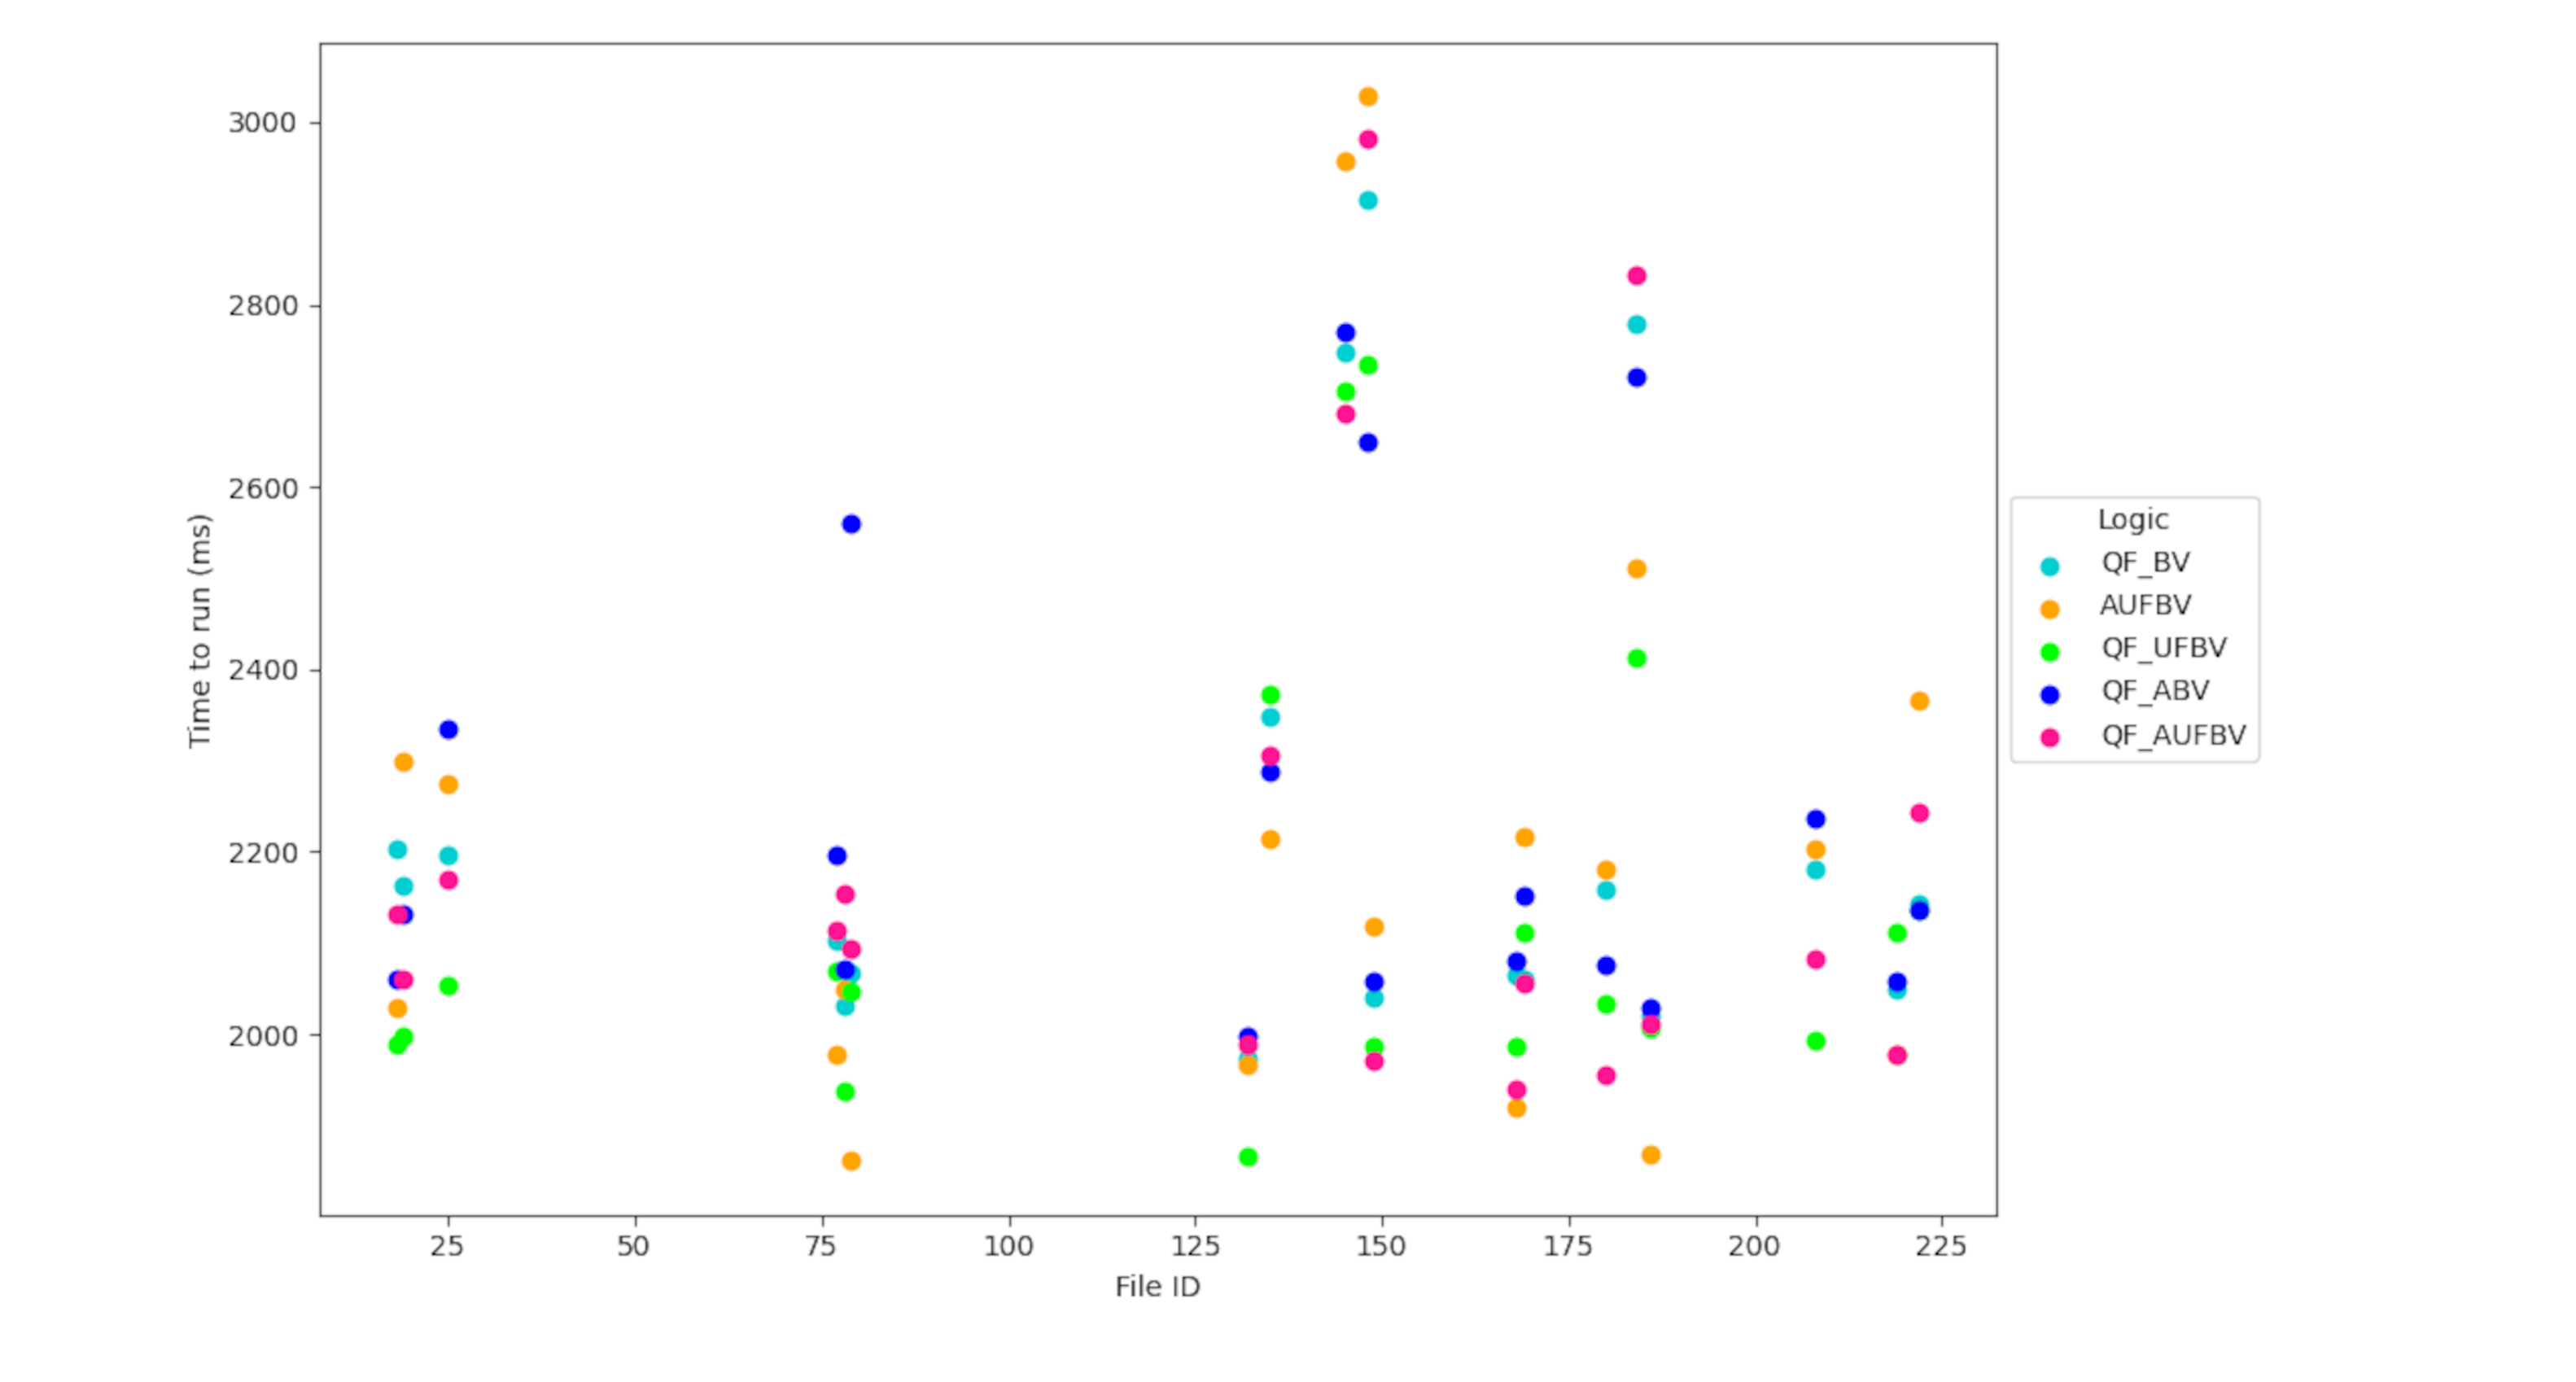 3000
2800
2600
2400
2200
2000
Time to run (ms)
25 50 75 100 125 150 175 200 225
File ID
Logic
QF_BV
AUFBV
QF_UFBV
QF_ABV
QF_AUFBV